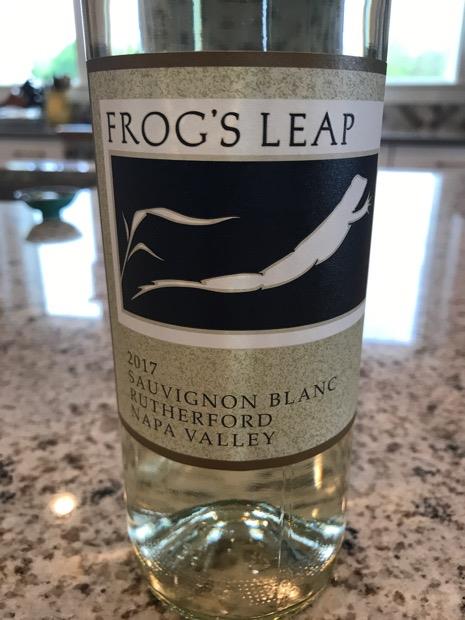 FROG'S LEAP
2017
SAUVIGNON BLANC
RUTHERFORD
NAPA VALLEY